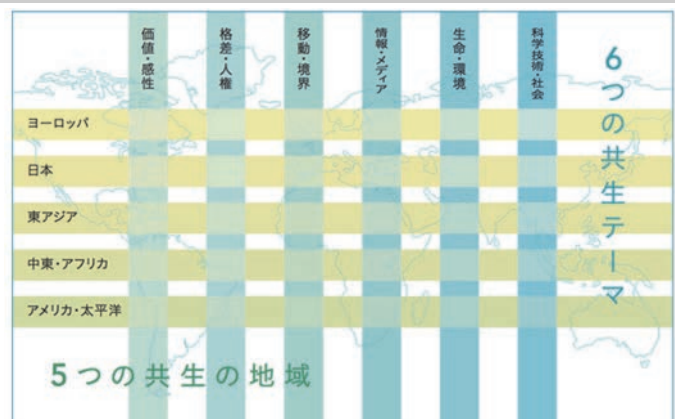 価値・感性
格差・人権
移動・境界
情報・メディア
生命・環境
科学技術・社会
6つの共生テーマ
ヨーロッパ
日本
東アジア
中東・アフリカ
アメリカ・太平洋
5つの共生の地域